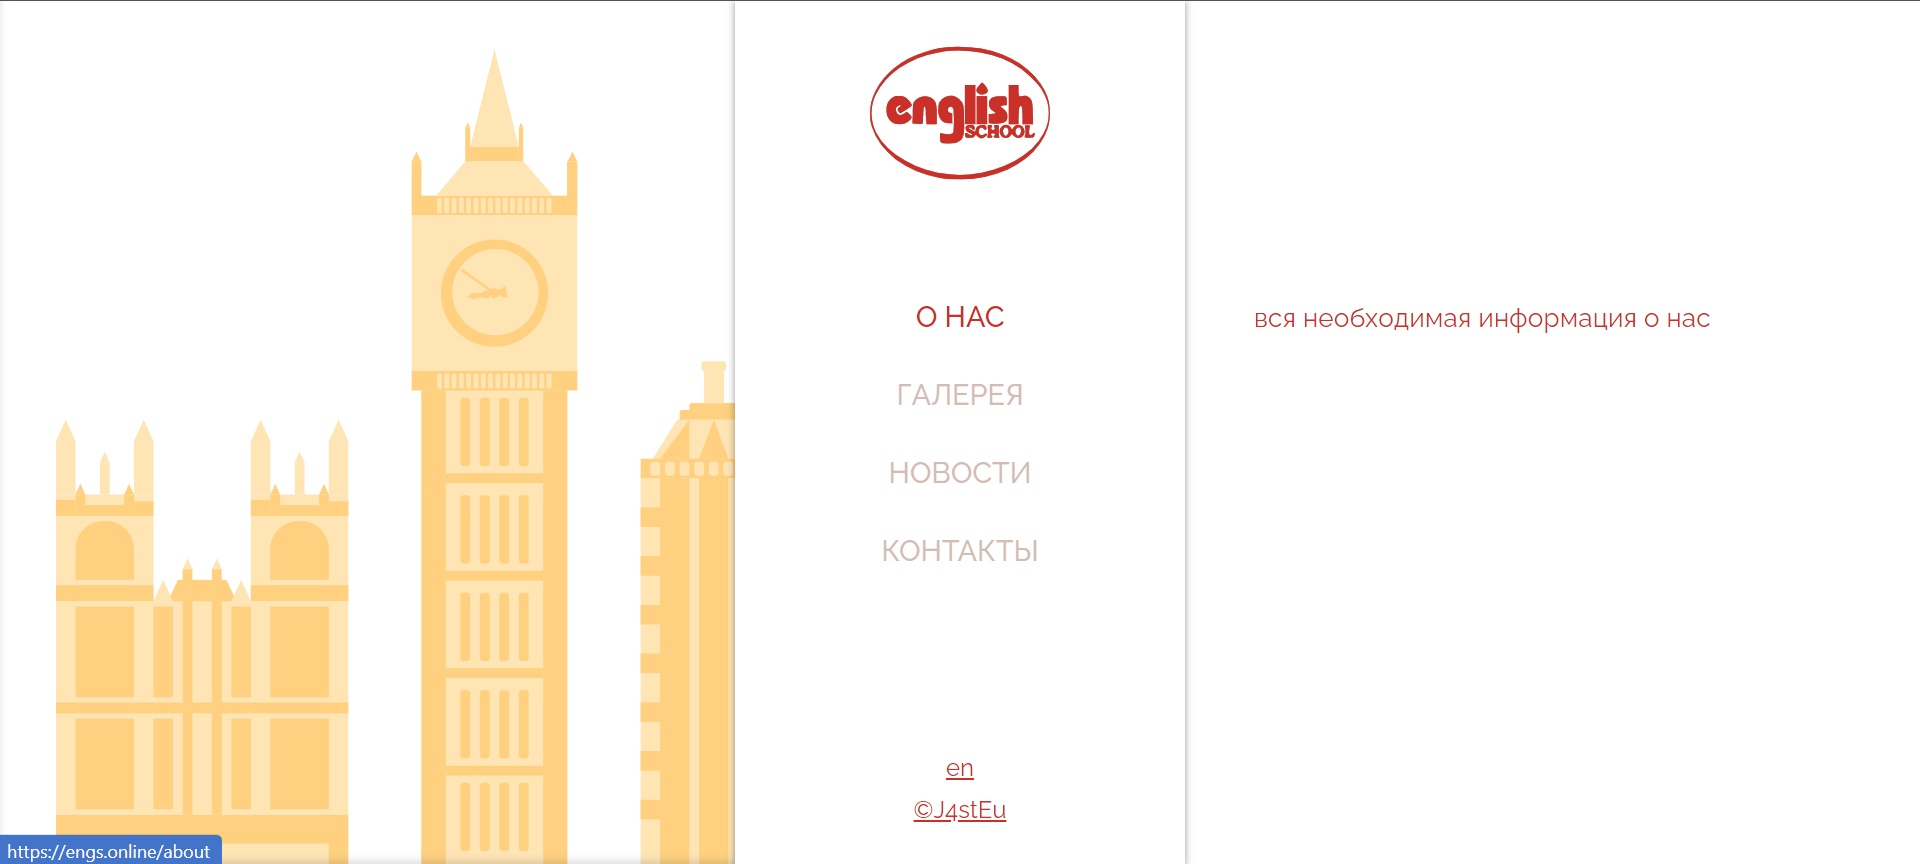 english
SCHOOL
О НАС
вся необходимая информация о нас
ГАЛЕРЕЯ
НОВОСТИ
КОНТАКТЫ
en
©J4stEu
https://engs.online/about